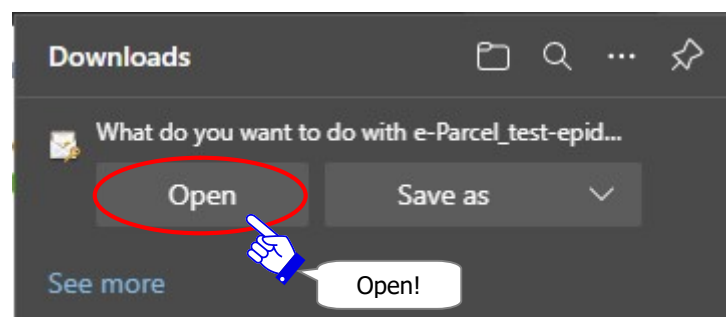 Downloads
What do you want to do with e-Parcel_test-epid...
Open
Save as
See more
Open!